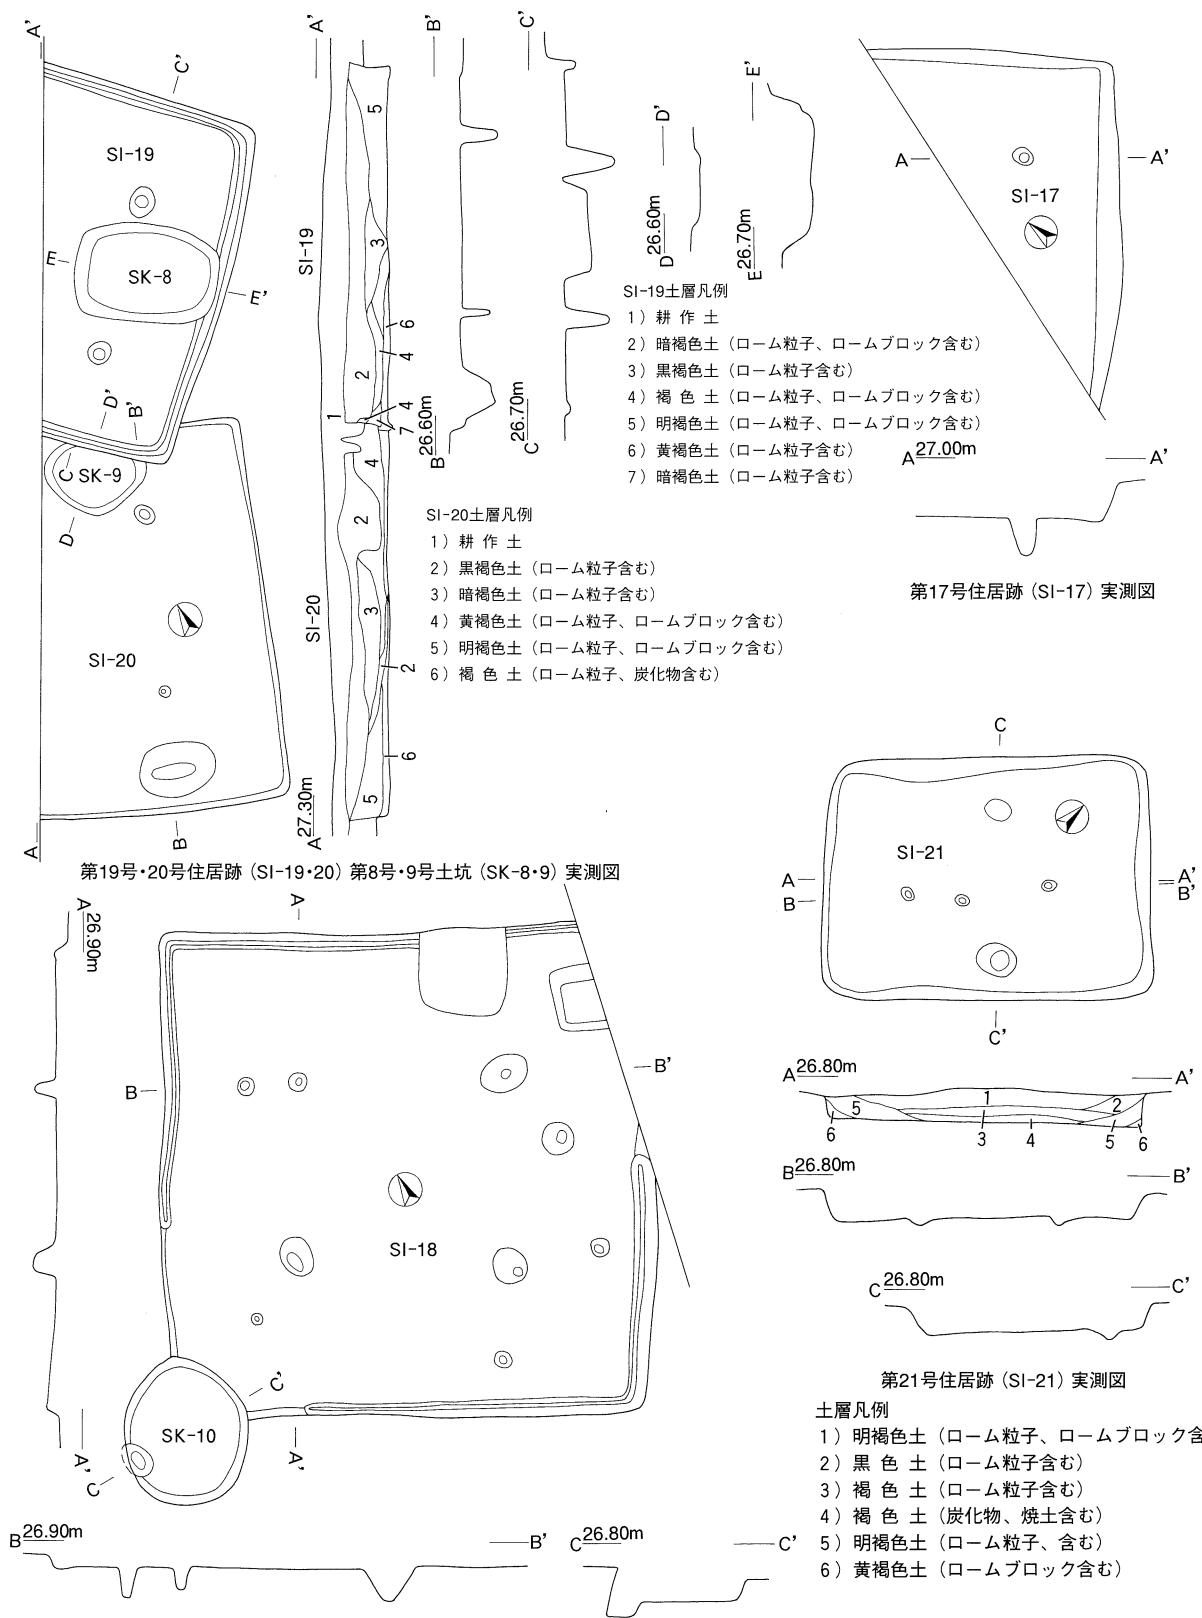 A'
C'
SI-19
E
SK-8
E'
D'
B'
C
SK-9
D
SI-20
B
A
A'
SI-19
SI-20
27.30m
A
5
3
6
4
2
1
4
7
4
2
3
2
6
5
B'
26.60m
B
C'
26.70m
C
D'
26.60m
D
E'
26.70m
E
SI-19土層凡例
1）耕 作 土
2）暗褐色土（ローム粒子、ロームブロック含む）
3）黒褐色土（ローム粒子含む）
4）褐 色 土（ローム粒子、ロームブロック含む）
5）明褐色土（ローム粒子、ロームブロック含む）
6）黄褐色土（ローム粒子含む）
7）暗褐色土（ローム粒子含む）
SI-20土層凡例
1）耕 作 土
2）黒褐色土（ローム粒子含む）
3）暗褐色土（ローム粒子含む）
4）黄褐色土（ローム粒子、ロームブロック含む）
5）明褐色土（ローム粒子、ロームブロック含む）
6）褐 色 土（ローム粒子、炭化物含む）
第19号・20号住居跡（SI-19・20）第8号・9号土坑（SK-8・9）実測図
A
A'
SI-17
A 27.00m
A'
第17号住居跡（SI-17）実測図
A
26.90m
A'
A
B
B'
SI-18
SK-10
C'
C
A'
B 26.90m
B'
C 26.80m
C'
C
SI-21
A
B
A'
B'
C'
A 26.80m
A'
1
5
2
6
3
4
5
6
B 26.80m
B'
C 26.80m
C'
第21号住居跡（SI-21）実測図
土層凡例
1）明褐色土（ローム粒子、ロームブロック含
2）黒 色 土（ローム粒子含む）
3）褐 色 土（ローム粒子含む）
4）褐 色 土（炭化物、焼土含む）
5）明褐色土（ローム粒子、含む）
6）黄褐色土（ロームブロック含む）